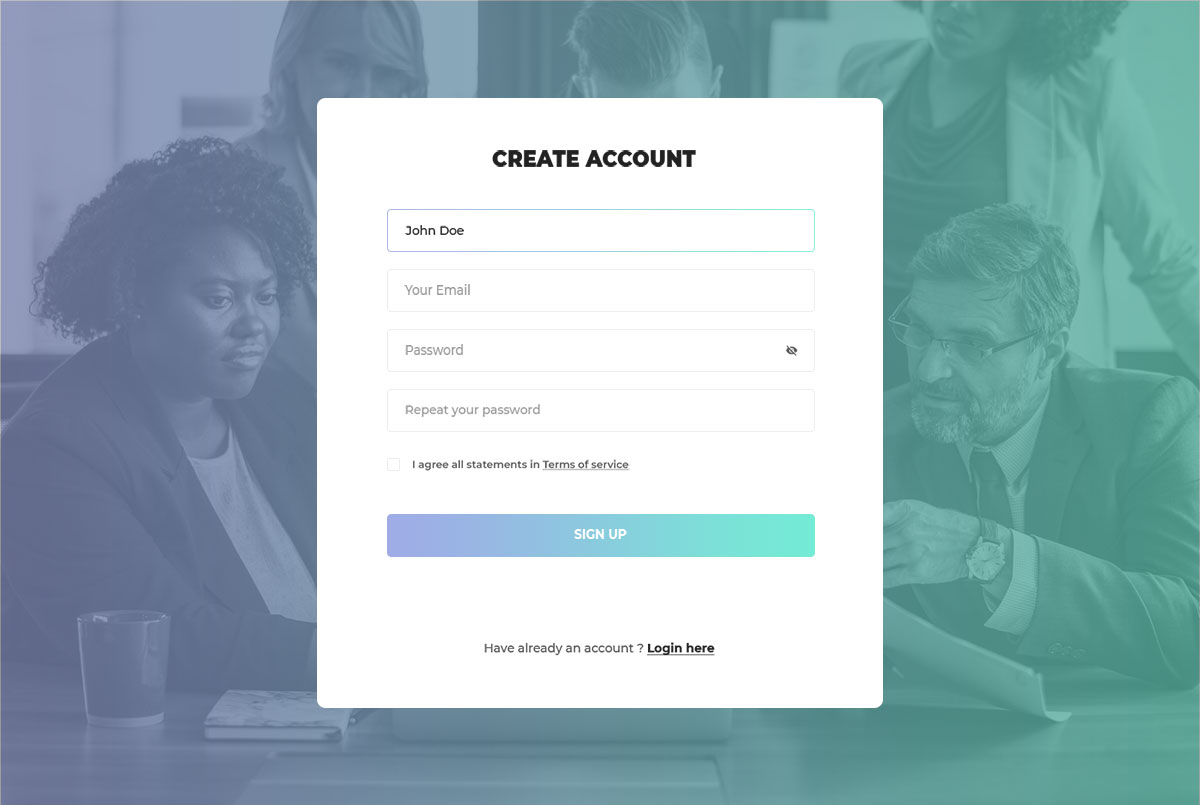 CREATE ACCOUNT
John Doe
Your Email
Password
Repeat your password
I agree all statements in Terms of service
SIGN UP
Have already an account ? Login here